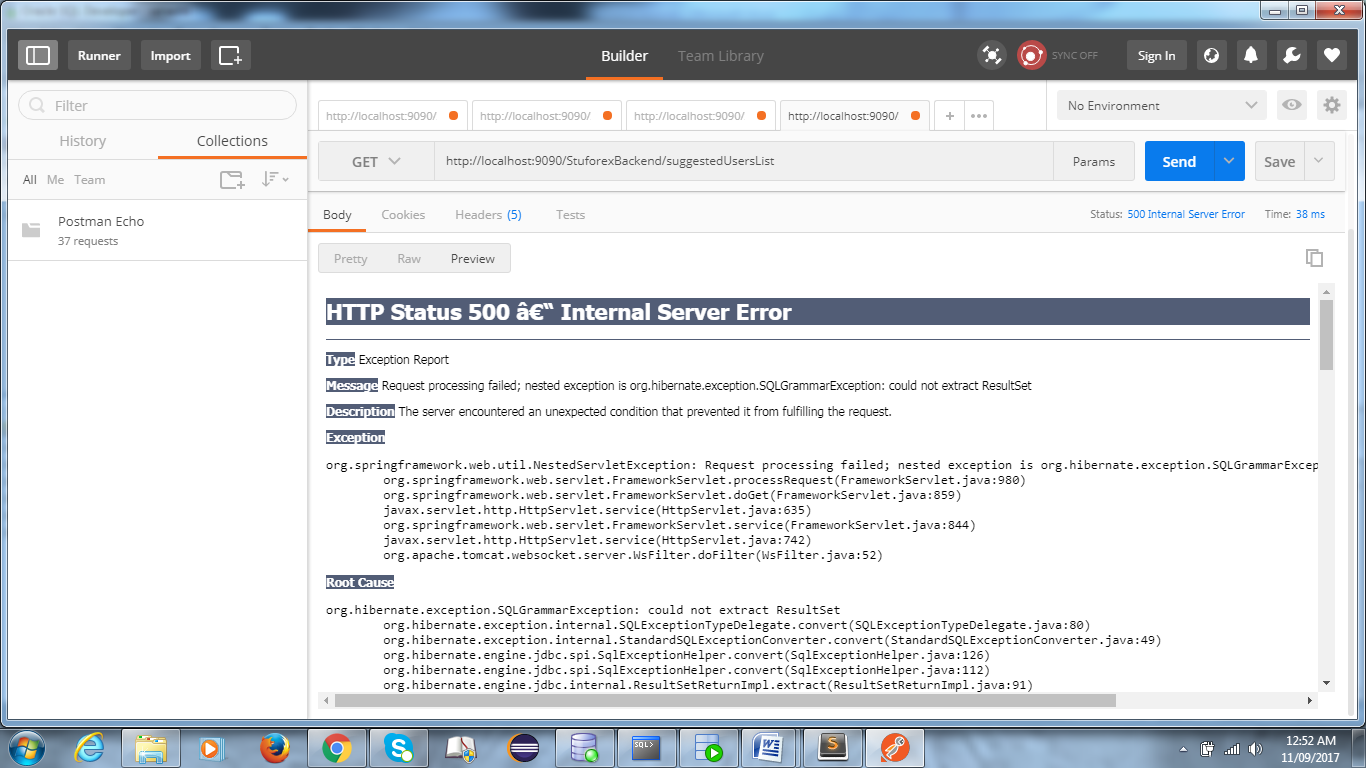 Runner
Import
Builder
Team Library
SYNC OFF
Sign In
Filter
History
Collections
All Me Team
Postman Echo
37 requests
http://localhost:9090/
http://localhost:9090/
http://localhost:9090/
http://localhost:9090/
+
•••
No Environment
GET
http://localhost:9090/StuforexBackend/suggestedUsersList
Params
Send
Save
Body
Cookies
Headers (5)
Tests
Status: 500 Internal Server Error
Time: 38 ms
Pretty
Raw
Preview
HTTP Status 500 â€“ Internal Server Error
Type Exception Report
Message Request processing failed; nested exception is org.hibernate.exception.SQLGrammarException: could not extract ResultSet
Description The server encountered an unexpected condition that prevented it from fulfilling the request.
Exception
org.springframework.web.util.NestedServletException: Request processing failed; nested exception is org.hibernate.exception.SQLGrammarExcep
org.springframework.web.servlet.FrameworkServlet.processRequest(FrameworkServlet.java:980)
org.springframework.web.servlet.FrameworkServlet.doGet(FrameworkServlet.java:859)
javax.servlet.http.HttpServlet.service(HttpServlet.java:635)
org.springframework.web.servlet.FrameworkServlet.service(FrameworkServlet.java:844)
javax.servlet.http.HttpServlet.service(HttpServlet.java:742)
org.apache.tomcat.websocket.server.WsFilter.doFilter(WsFilter.java:52)
Root Cause
org.hibernate.exception.SQLGrammarException: could not extract ResultSet
org.hibernate.exception.internal.SQLExceptionTypeDelegate.convert(SQLExceptionTypeDelegate.java:80)
org.hibernate.exception.internal.StandardSQLExceptionConverter.convert(StandardSQLExceptionConverter.java:49)
org.hibernate.engine.jdbc.spi.SqlExceptionHelper.convert(SqlExceptionHelper.java:126)
org.hibernate.engine.jdbc.spi.SqlExceptionHelper.convert(SqlExceptionHelper.java:112)
org.hibernate.engine.jdbc.internal.ResultSetReturnImpl.extract(ResultSetReturnImpl.java:91)
SQL>
12:52 AM
11/09/2017